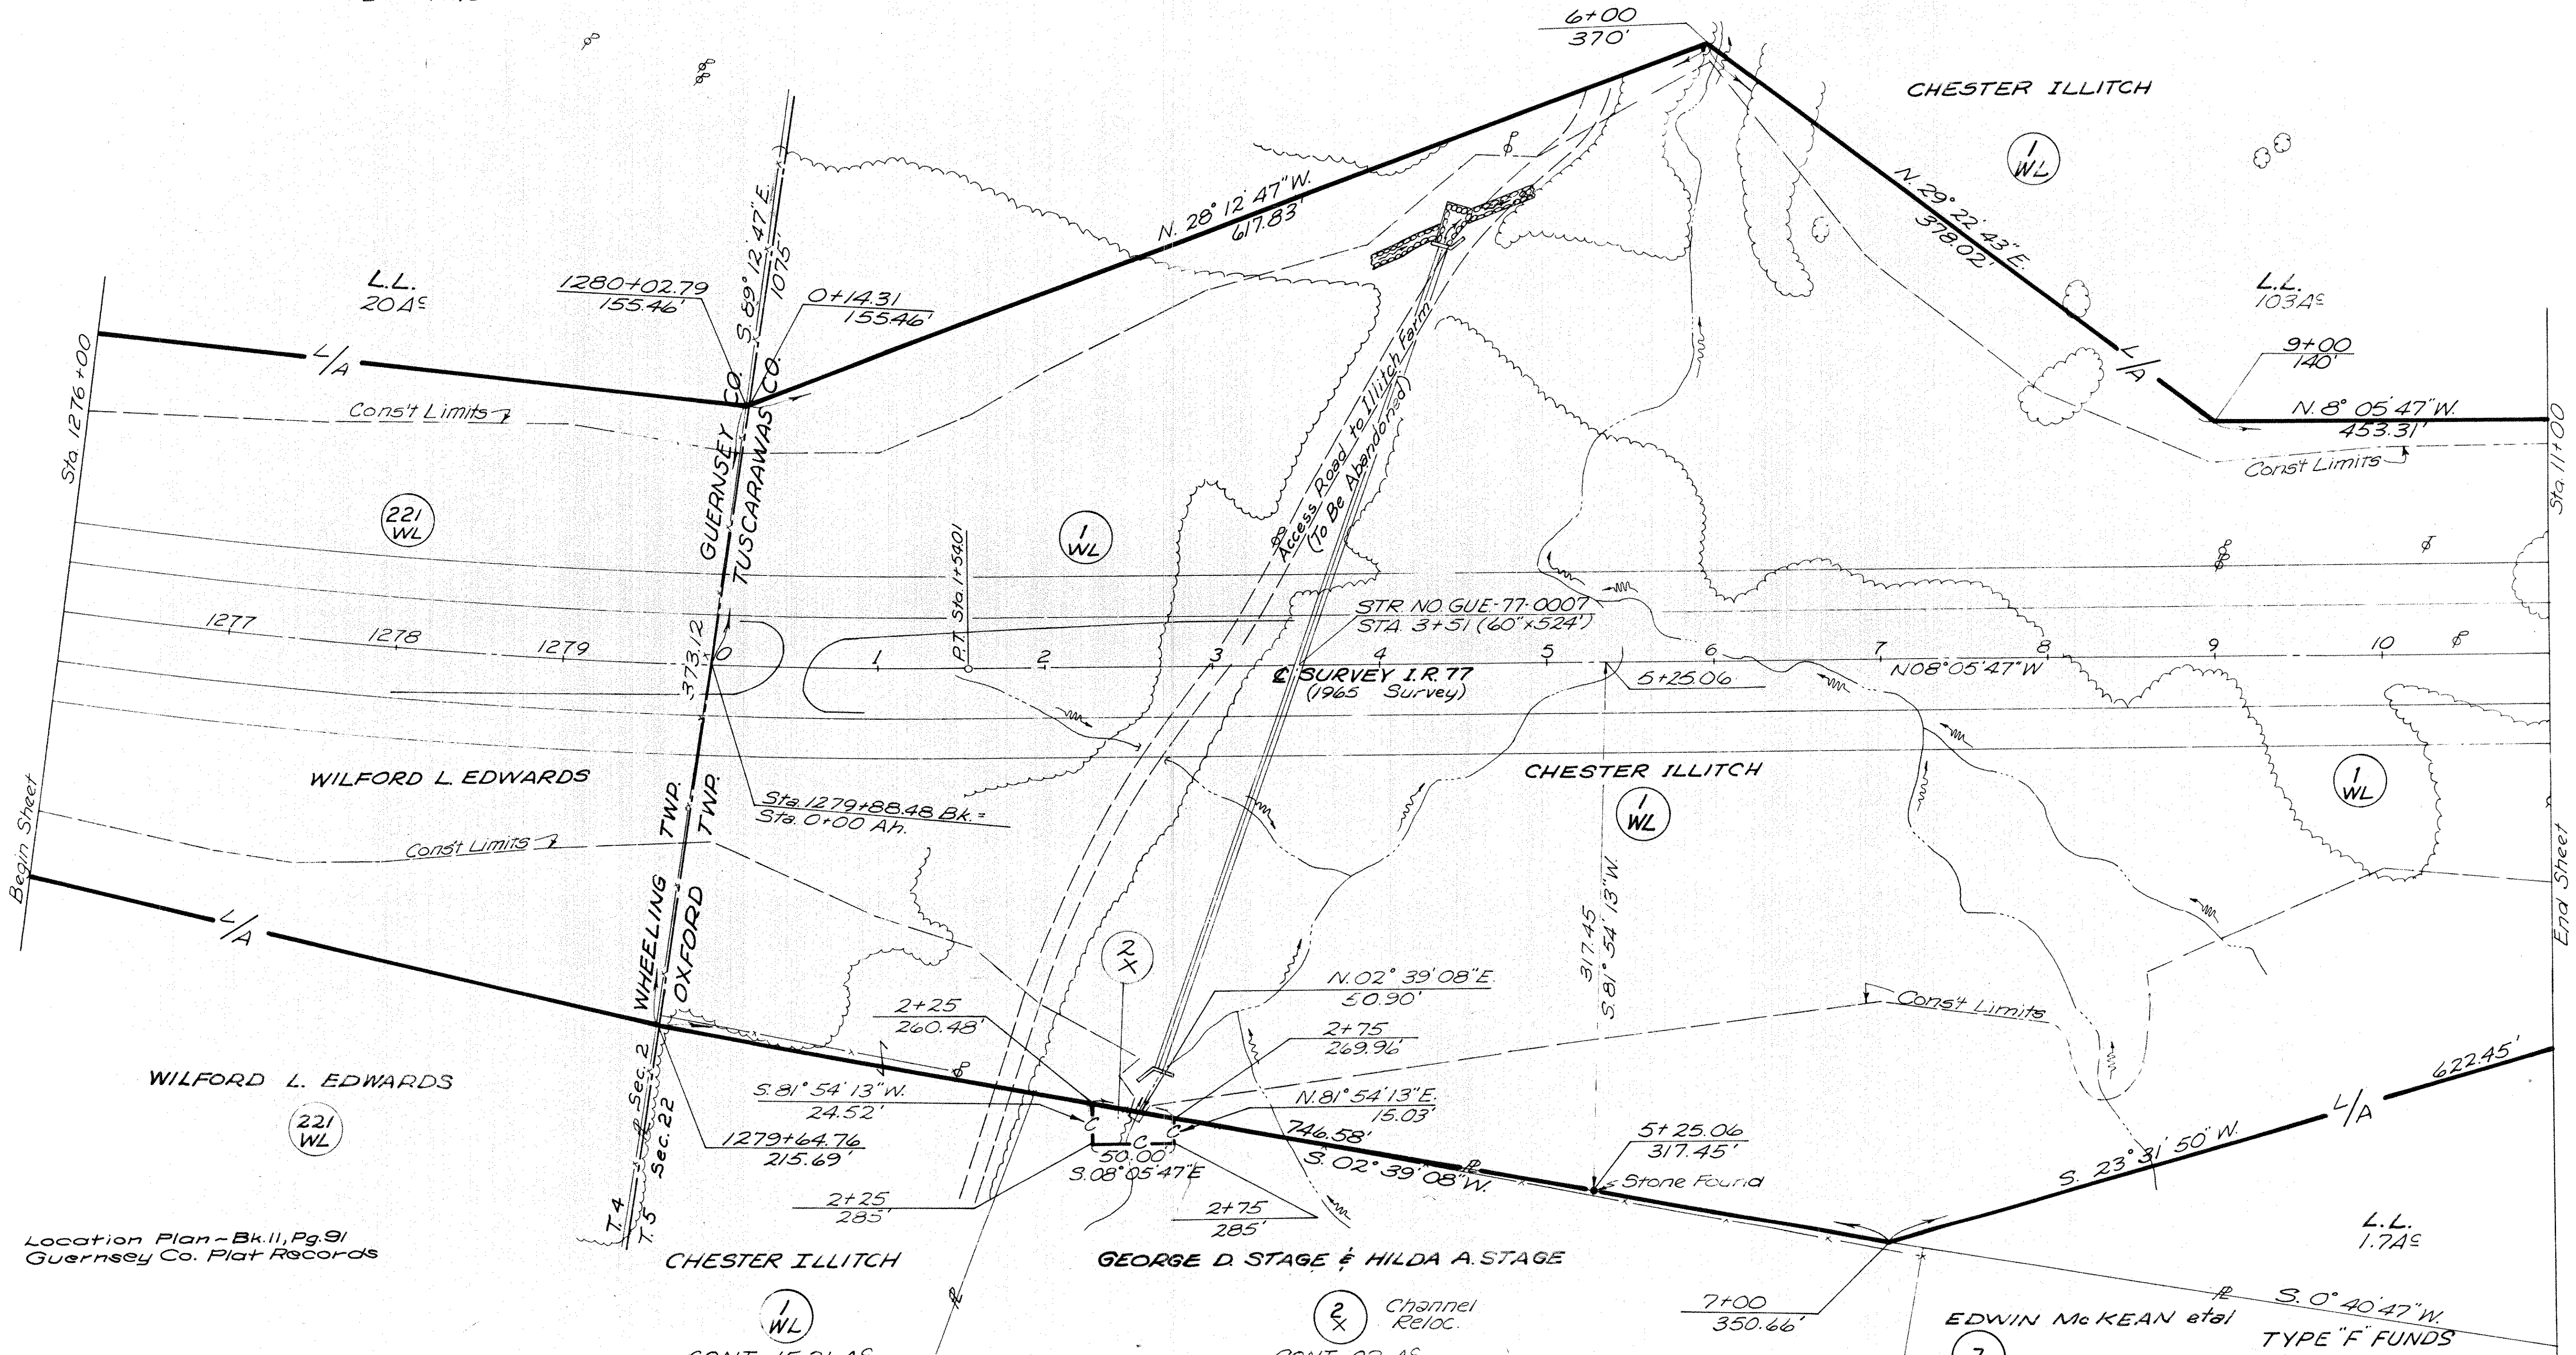 6+00
370'
CHESTER ILLITCH
1
WL
N. 28° 12' 47" W.
617.83'
N. 29° 22' 43" E.
378.02'
S. 89° 12' 47" E.
1075'
L.L.
20 Ac
1280+02.79
155.46'
0+14.31
155.46'
L.L.
103 Ac
9+00
140'
L/A
L/A
N. 8° 05' 47" W.
453.31'
Sta. 1276+00
Const Limits
Const Limits
Sta. 11+00
GUERNSEY CO.
TUSCARAWAS CO.
Access Road to Illitch Farm
(To Be Abandoned)
221
WL
1
WL
P.T. Sta. 1+54.01
STR. NO. GUE-77-0007
STA. 3+51 (60"x524')
1277
1278
1279
373.12
0
1
2
3
4
5
6
7
8
9
10
℄ SURVEY I.R. 77
(1965 Survey)
5+25.06
N08°05'47"W
WILFORD L. EDWARDS
CHESTER ILLITCH
1
WL
1
WL
Sta. 1279+88.48 Bk. =
Sta. 0+00 Ah.
Begin Sheet
Const Limits
End Sheet
WHEELING TWP.
OXFORD TWP.
L/A
2
X
317.45
S. 81° 54' 13" W.
N. 02° 39' 08" E.
50.90'
Const Limits
2+25
260.48'
2+75
269.96'
622.45'
WILFORD L. EDWARDS
221
WL
Sec. 2
Sec. 22
S. 81° 54' 13" W.
24.52'
N. 81° 54' 13" E.
15.03'
L/A
C
C
C
1279+64.76
215.69'
50.00'
S. 08° 05' 47" E
746.58'
S. 02° 39' 08" W.
5+25.06
317.45'
Stone Found
S. 23° 31' 50" W.
2+25
285'
2+75
285'
T. 4
T. 5
Location Plan ~ Bk. 11, Pg. 91
Guernsey Co. Plat Records
CHESTER ILLITCH
1
WL
GEORGE D. STAGE & HILDA A. STAGE
2
X
Channel
Reloc.
7+00
350.66'
L.L.
1.7 Ac
S. 0° 40' 47" W.
EDWIN McKEAN etal
TYPE "F" FUNDS